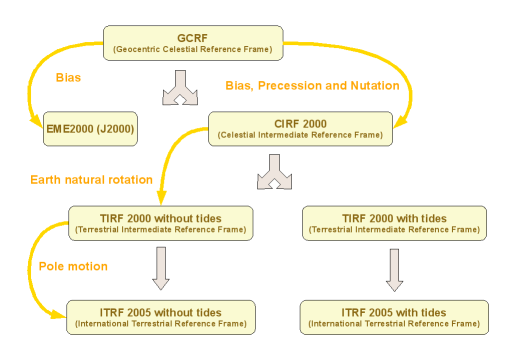 GCRF
(Geocentric Celestial Reference Frame)
Bias
Bias, Precession and Nutation
EME2000 (J2000)
CIRF 2000
(Celestial Intermediate Reference Frame)
Earth natural rotation
TIRF 2000 without tides
(Terrestrial Intermediate Reference Frame)
TIRF 2000 with tides
(Terrestrial Intermediate Reference Frame)
Pole motion
ITRF 2005 without tides
(International Terrestrial Reference Frame)
ITRF 2005 with tides
(International Terrestrial Reference Frame)